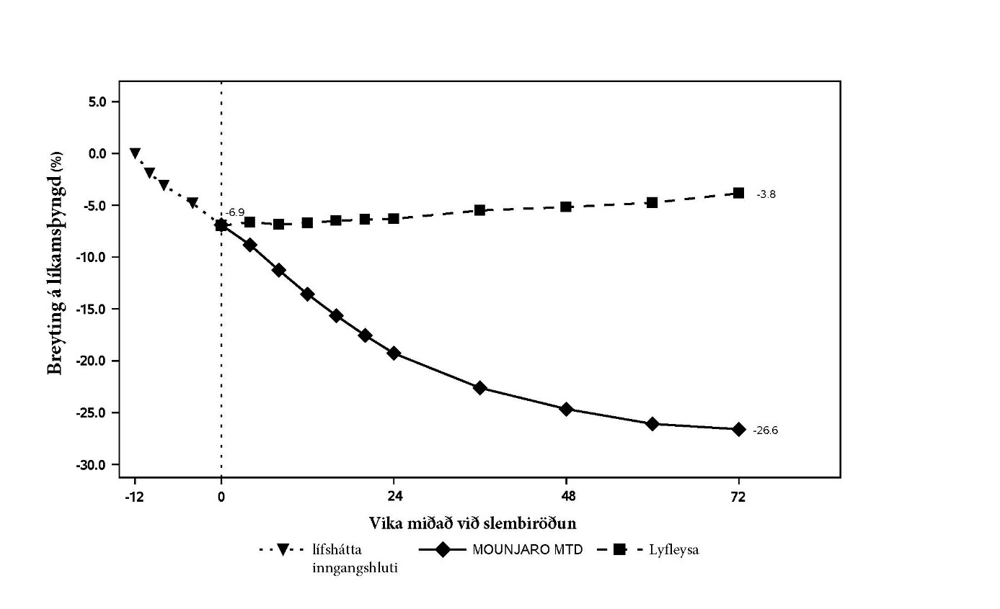 5.0
0.0
-5.0
-10.0
-15.0
-20.0
-25.0
-30.0
Breyting á líkamsþyngd (%)
-6.9
-3.8
-26.6
-12 0 24 48 72
Vika miðað við slembiröðun
lífshátta inngangshluti
MOUNJARO MTD
Lyfleysa